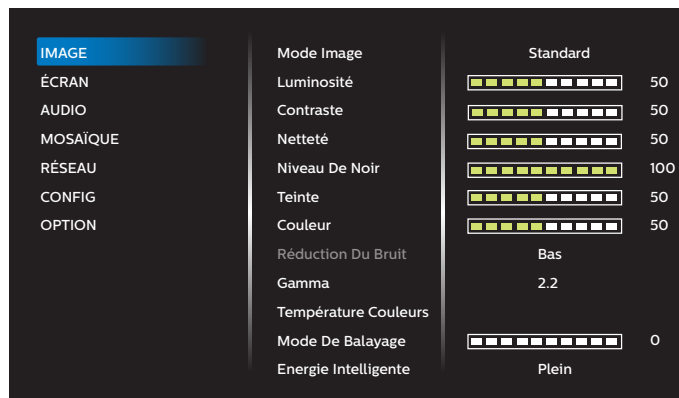 IMAGE Mode Image Standard
ÉCRAN Luminosité 50
AUDIO Contraste 50
MOSAÏQUE Netteté 50
RÉSEAU Niveau De Noir 100
CONFIG Teinte 50
OPTION Couleur 50
Réduction Du Bruit Bas
Gamma 2.2
Température Couleurs
Mode De Balayage 0
Energie Intelligente Plein